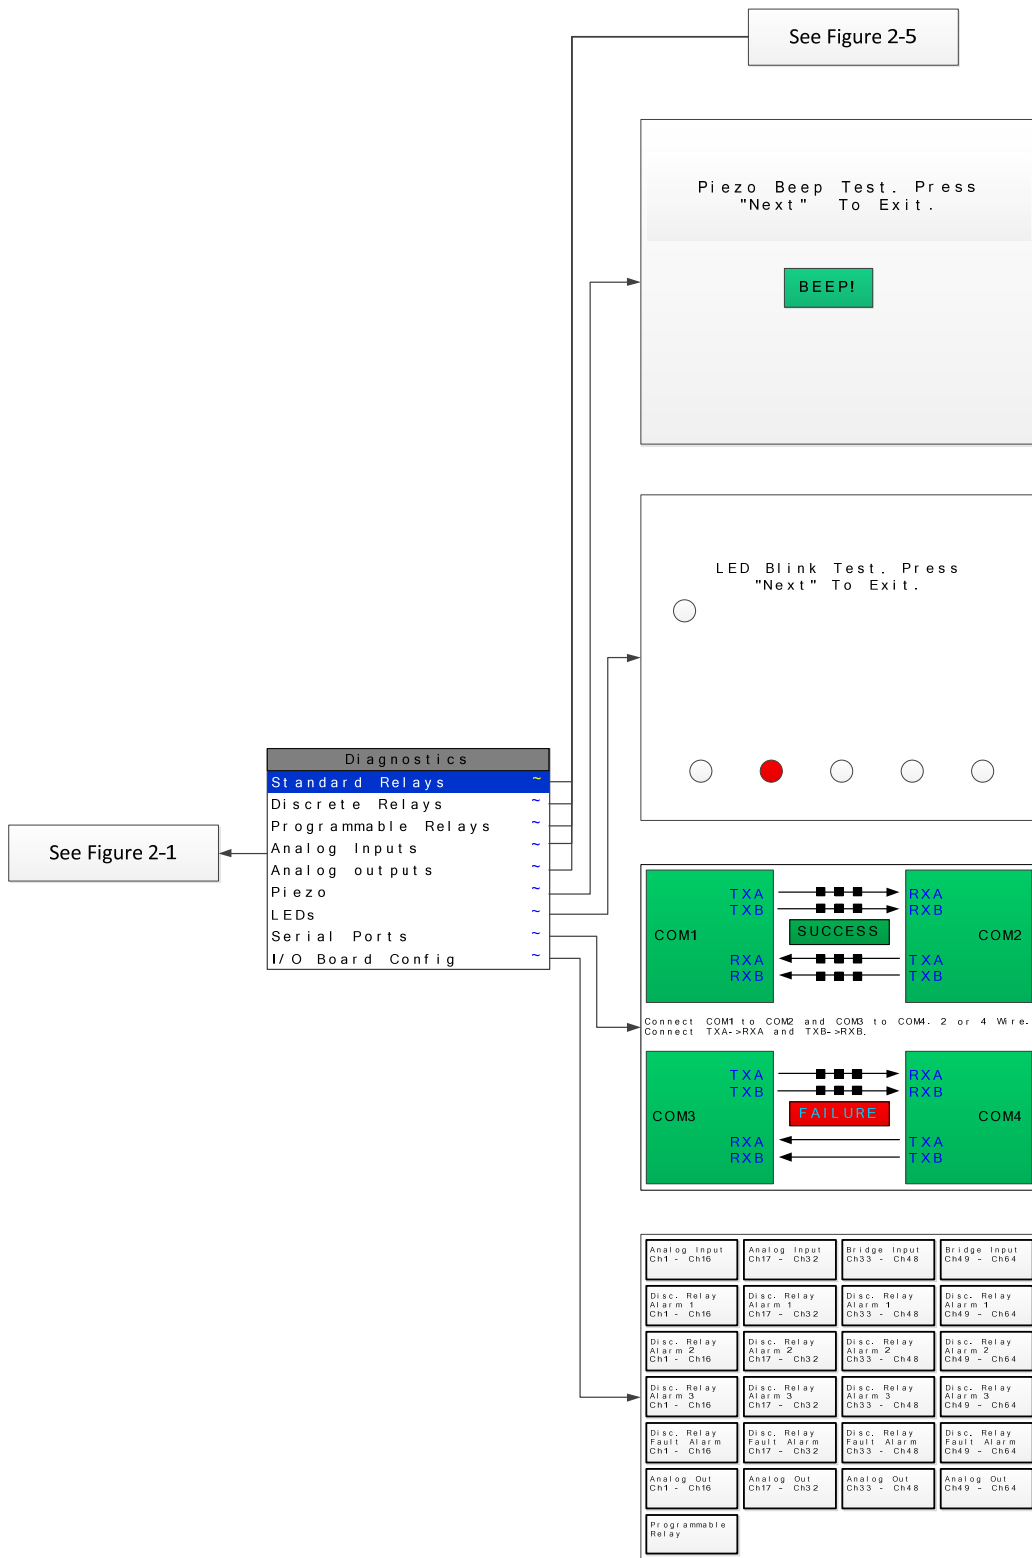 See Figure 2-5
Piezo Beep Test. Press
"Next" To Exit.
BEEP!
LED Blink Test. Press
"Next" To Exit.
Diagnostics
Standard Relays ~
Discrete Relays ~
Programmable Relays ~
Analog Inputs ~
Analog outputs ~
Piezo ~
LEDs ~
Serial Ports ~
I/O Board Config ~
See Figure 2-1
TXA RXA
TXB RXB
COM1 SUCCESS COM2
RXA TXA
RXB TXB
Connect COM1 to COM2 and COM3 to COM4. 2 or 4 Wire.
Connect TXA->RXA and TXB->RXB.
TXA RXA
TXB RXB
COM3 FAILURE COM4
RXA TXA
RXB TXB
Analog Input Analog Input Bridge Input Bridge Input
Ch1 - Ch16 Ch17 - Ch32 Ch33 - Ch48 Ch49 - Ch64
Disc. Relay Disc. Relay Disc. Relay Disc. Relay
Alarm 1 Alarm 1 Alarm 1 Alarm 1
Ch1 - Ch16 Ch17 - Ch32 Ch33 - Ch48 Ch49 - Ch64
Disc. Relay Disc. Relay Disc. Relay Disc. Relay
Alarm 2 Alarm 2 Alarm 2 Alarm 2
Ch1 - Ch16 Ch17 - Ch32 Ch33 - Ch48 Ch49 - Ch64
Disc. Relay Disc. Relay Disc. Relay Disc. Relay
Alarm 3 Alarm 3 Alarm 3 Alarm 3
Ch1 - Ch16 Ch17 - Ch32 Ch33 - Ch48 Ch49 - Ch64
Disc. Relay Disc. Relay Disc. Relay Disc. Relay
Fault Alarm Fault Alarm Fault Alarm Fault Alarm
Ch1 - Ch16 Ch17 - Ch32 Ch33 - Ch48 Ch49 - Ch64
Analog Out Analog Out Analog Out Analog Out
Ch1 - Ch16 Ch17 - Ch32 Ch33 - Ch48 Ch49 - Ch64
Programmable
Relay